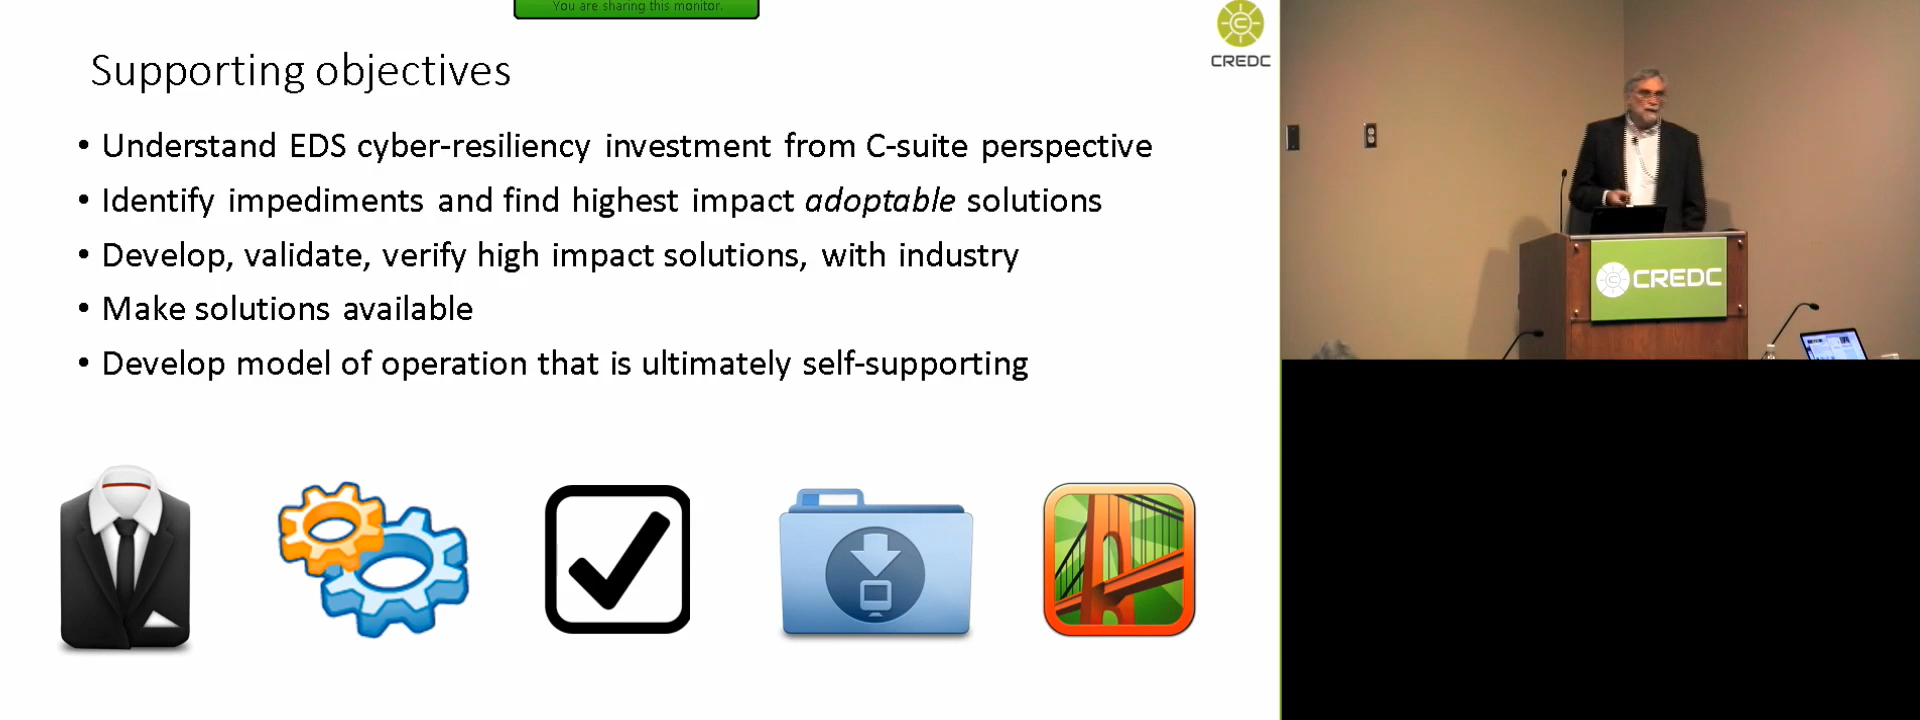 You are sharing this monitor.
CREDC
Supporting objectives
• Understand EDS cyber-resiliency investment from C-suite perspective
• Identify impediments and find highest impact adoptable solutions
• Develop, validate, verify high impact solutions, with industry
• Make solutions available
• Develop model of operation that is ultimately self-supporting
CREDC